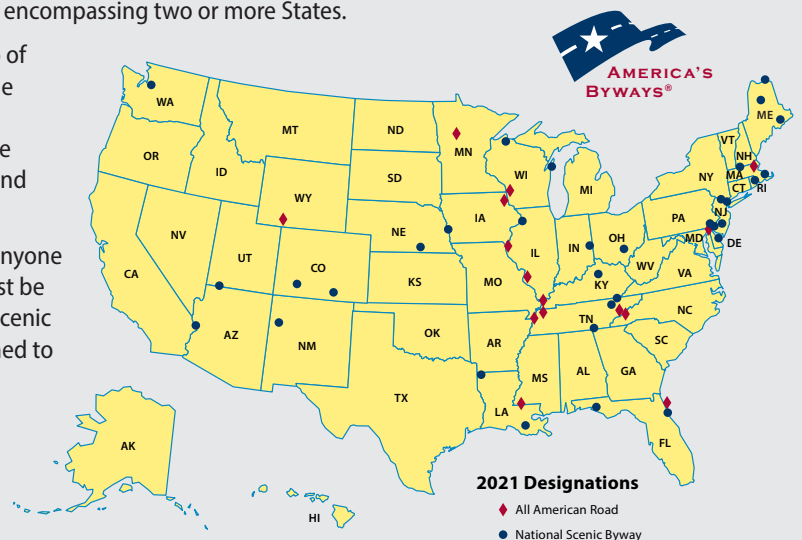 encompassing two or more States.
of
e
e
nd
nyone
st be
cenic
ned to
AMERICA'S
BYWAYS®
WA
MT
ND
MN
ME
VT
NH
OR
ID
SD
WI
MI
NY
MA
CT
RI
WY
IA
PA
NJ
NE
NV
UT
CO
IL
IN
OH
MD
DE
WV
VA
CA
KS
MO
KY
NC
TN
AZ
NM
OK
AR
SC
MS
AL
GA
TX
LA
FL
AK
HI
2021 Designations
All American Road
National Scenic Byway